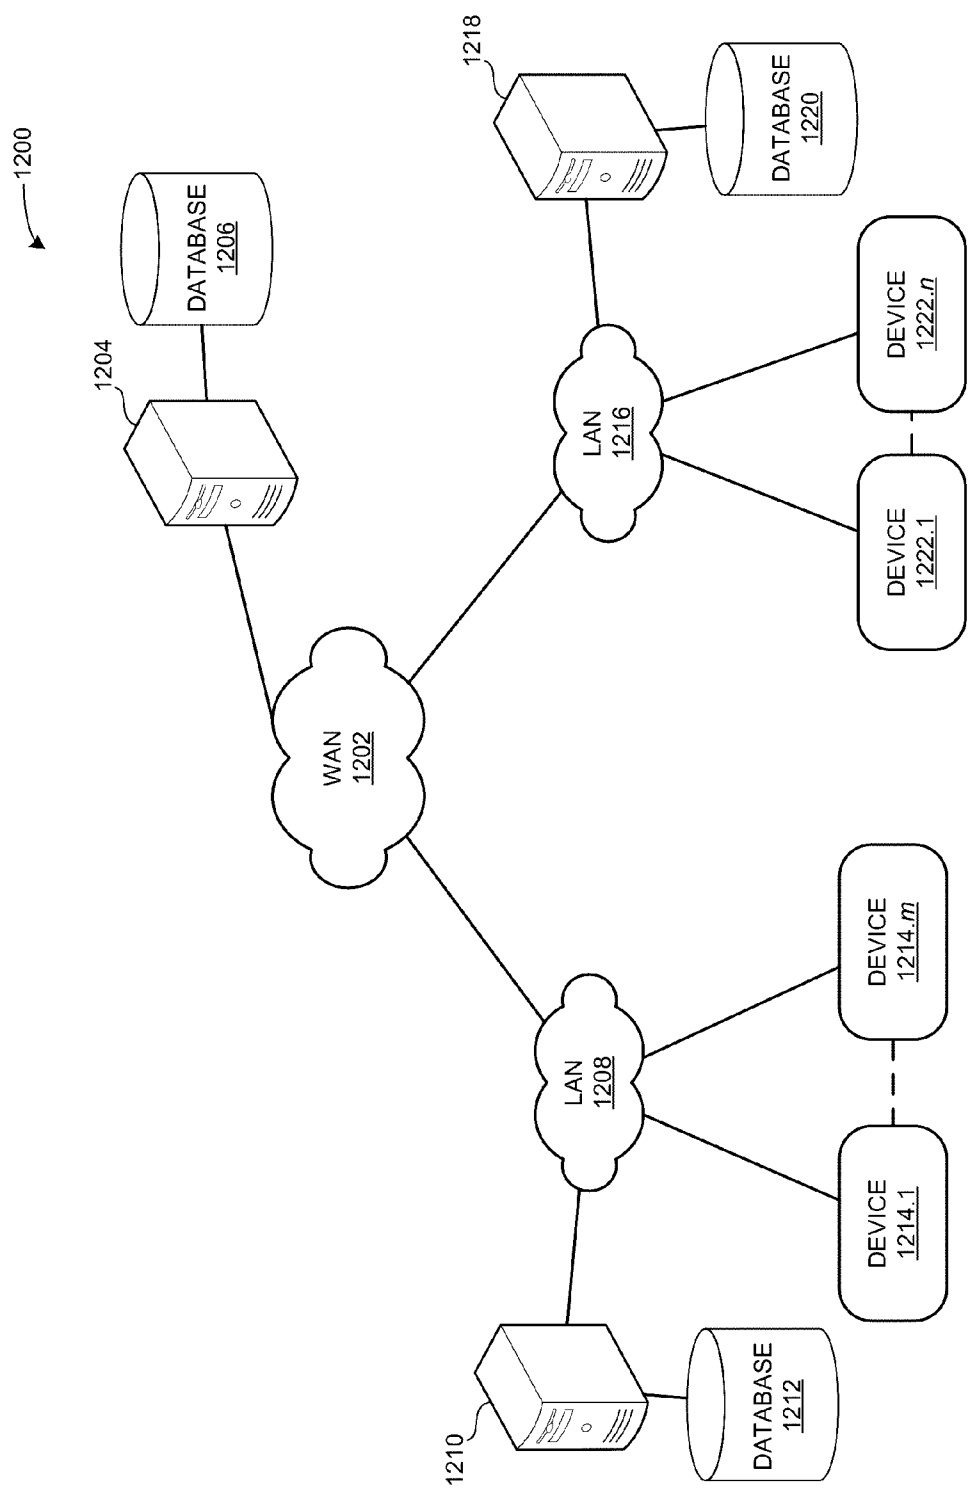 1200
1204
DATABASE
1206
WAN
1202
1210
DATABASE
1212
LAN
1208
DEVICE
1214.1
DEVICE
1214.m
LAN
1216
1218
DATABASE
1220
DEVICE
1222.1
DEVICE
1222.n